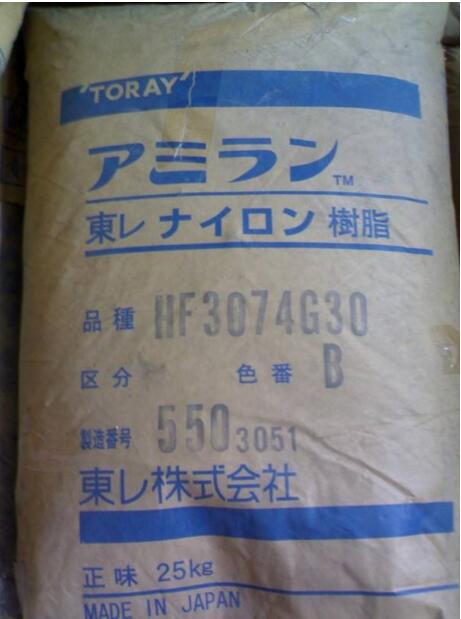 'TORAY'
アミラン™
東レ ナイロン 樹脂
品種 HF3074G30
区分 色番 B
製造番号 5503051
東レ株式会社
正味 25kg
MADE IN JAPAN